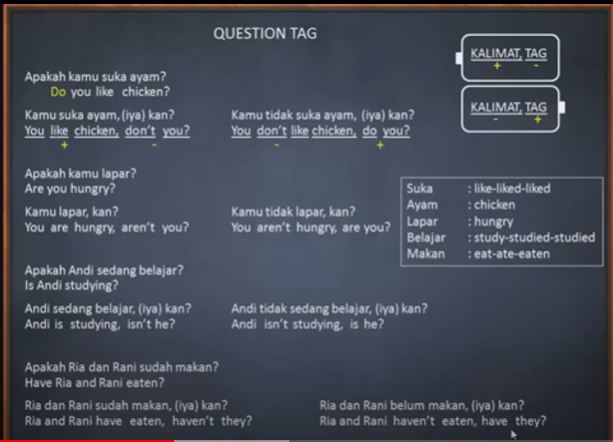 QUESTION TAG
KALIMAT, TAG
+ -
KALIMAT, TAG
- +
Apakah kamu suka ayam?
Do you like chicken?
Kamu suka ayam,(iya) kan?
You like chicken, don't you?
+ -
Kamu tidak suka ayam, (iya) kan?
You don't like chicken, do you?
- +
Apakah kamu lapar?
Are you hungry?
Kamu lapar, kan?
You are hungry, aren't you?
Kamu tidak lapar, kan?
You aren't hungry, are you?
Suka : like-liked-liked
Ayam : chicken
Lapar : hungry
Belajar : study-studied-studied
Makan : eat-ate-eaten
Apakah Andi sedang belajar?
Is Andi studying?
Andi sedang belajar, (iya) kan?
Andi is studying, isn't he?
Andi tidak sedang belajar, (iya) kan?
Andi isn't studying, is he?
Apakah Ria dan Rani sudah makan?
Have Ria and Rani eaten?
Ria dan Rani sudah makan, (iya) kan?
Ria and Rani have eaten, haven't they?
Ria dan Rani belum makan, (iya) kan?
Ria and Rani haven't eaten, have they?